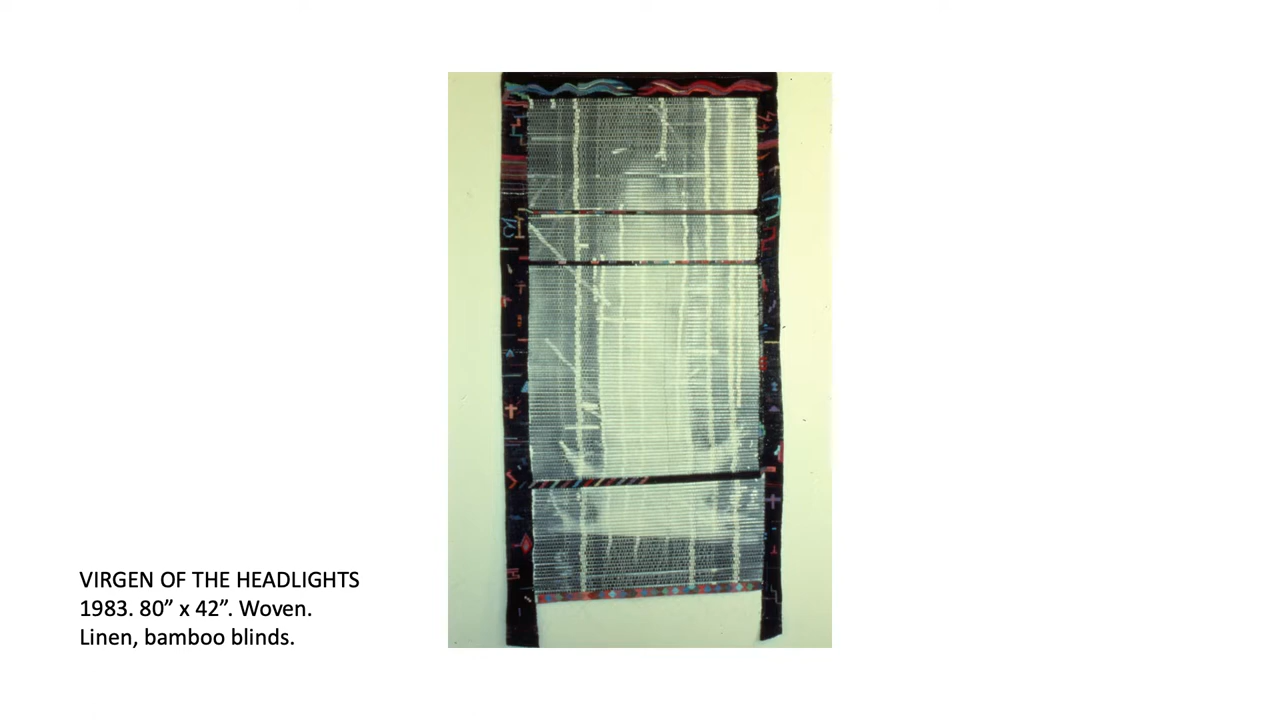 VIRGEN OF THE HEADLIGHTS
1983. 80” x 42”. Woven.
Linen, bamboo blinds.